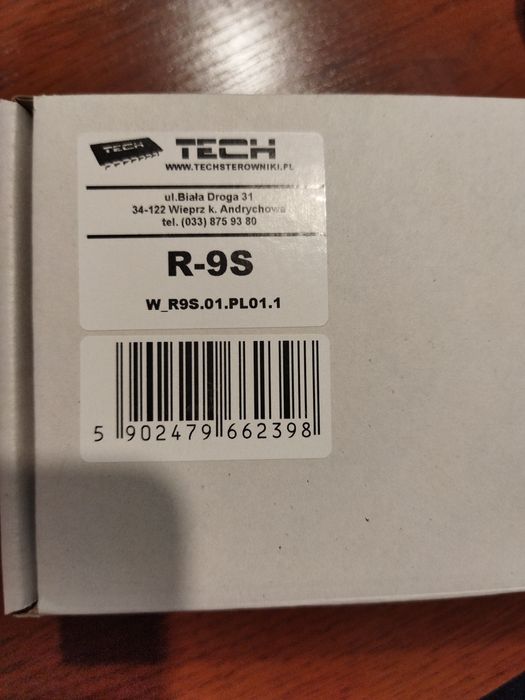 TECH
TECH
WWW.TECHSTEROWNIKI.PL
ul.Biała Droga 31
34-122 Wieprz k. Andrychowa
tel. (033) 875 93 80
R-9S
W_R9S.01.PL01.1
5 902479 662398